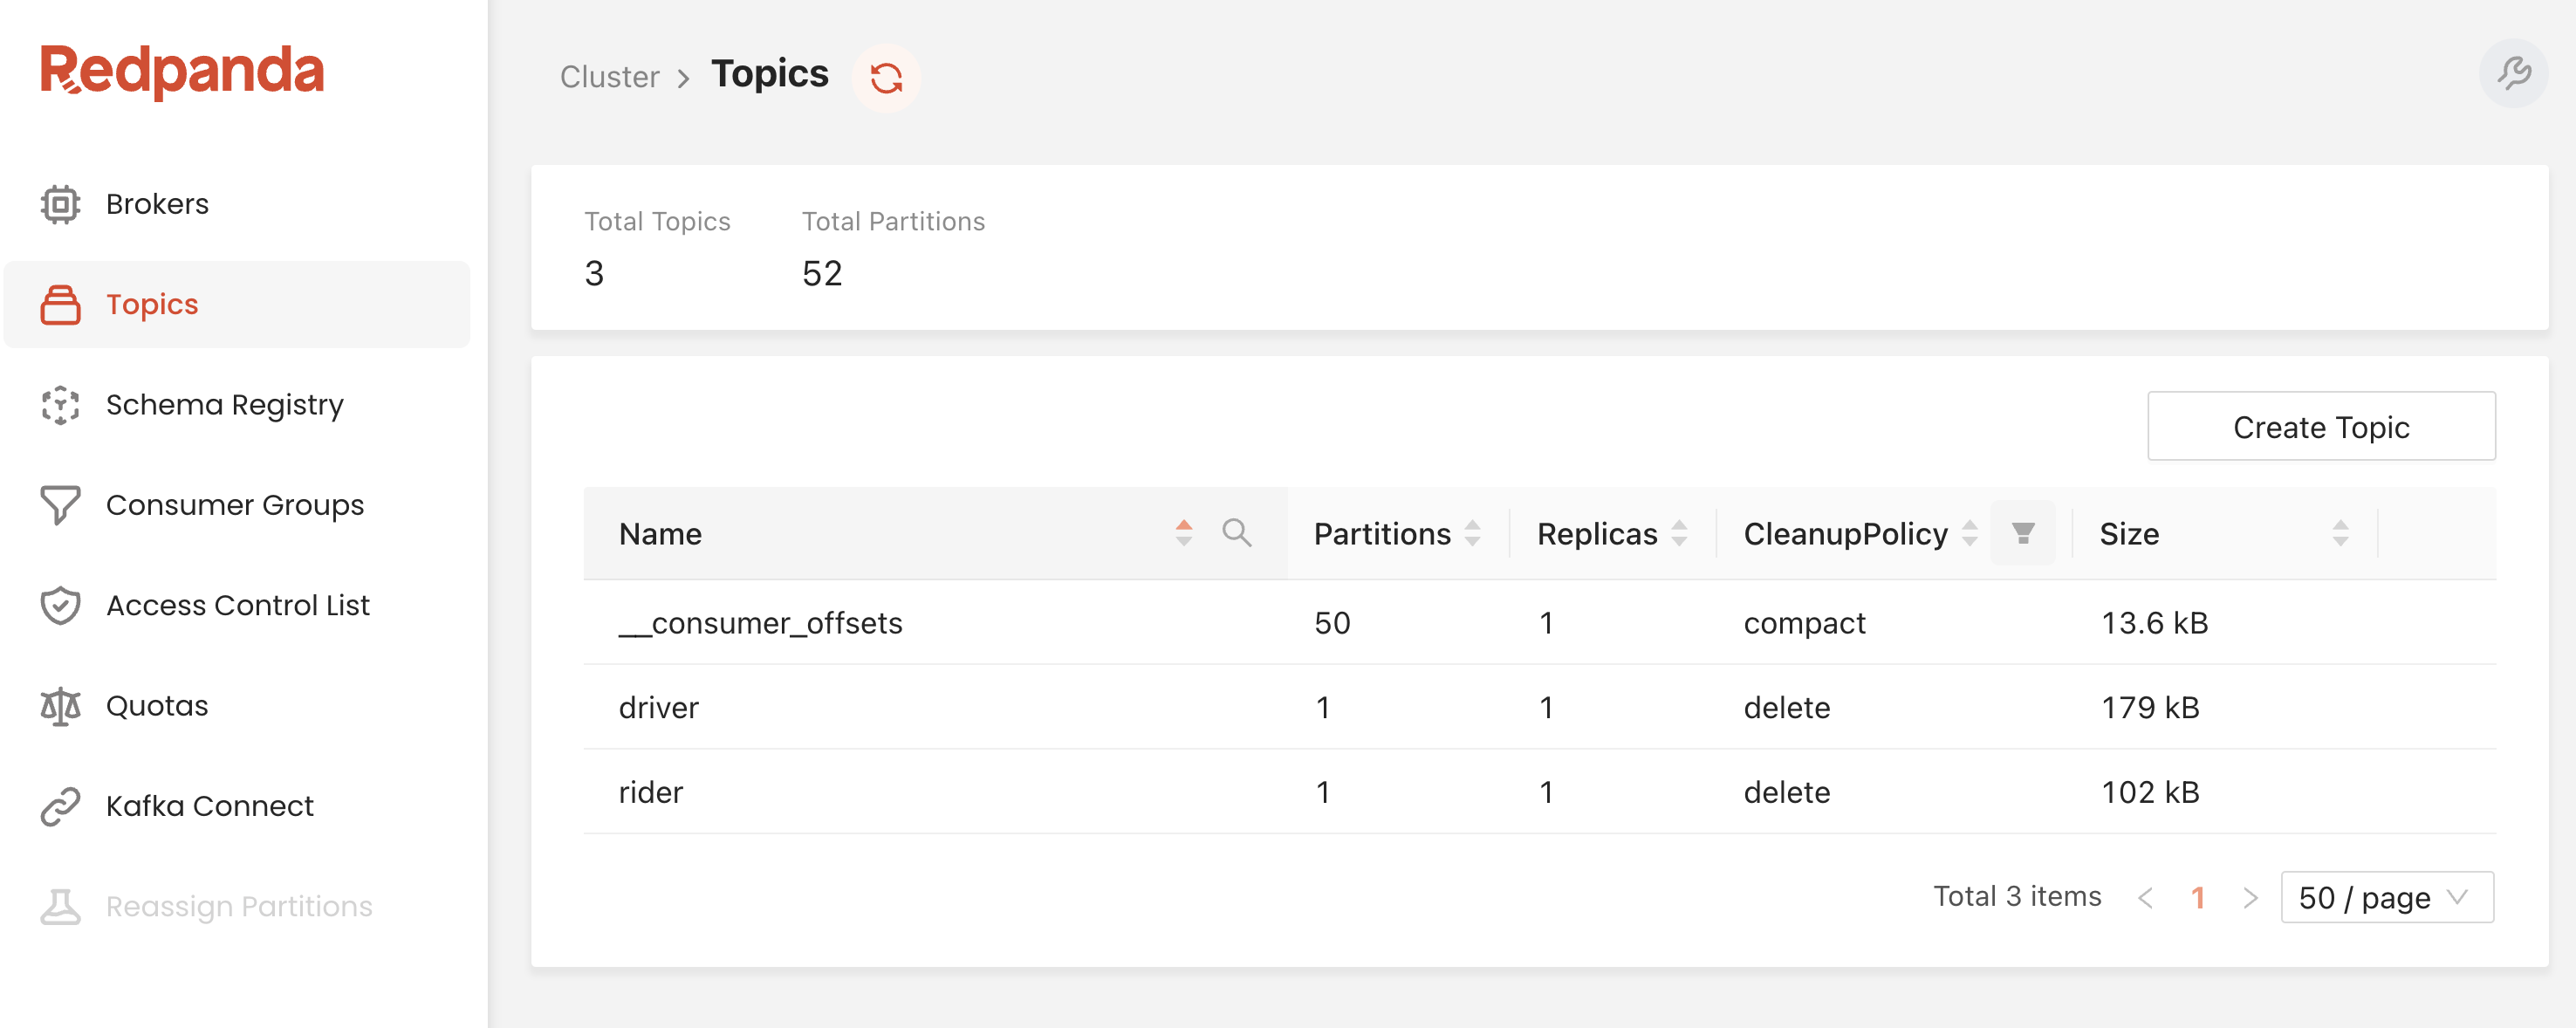 Redpanda
Brokers
Topics
Schema Registry
Consumer Groups
Access Control List
Quotas
Kafka Connect
Reassign Partitions
Cluster > Topics
Total Topics Total Partitions
3 52
Create Topic
Name Partitions Replicas CleanupPolicy Size
__consumer_offsets 50 1 compact 13.6 kB
driver 1 1 delete 179 kB
rider 1 1 delete 102 kB
Total 3 items < 1 > 50 / page